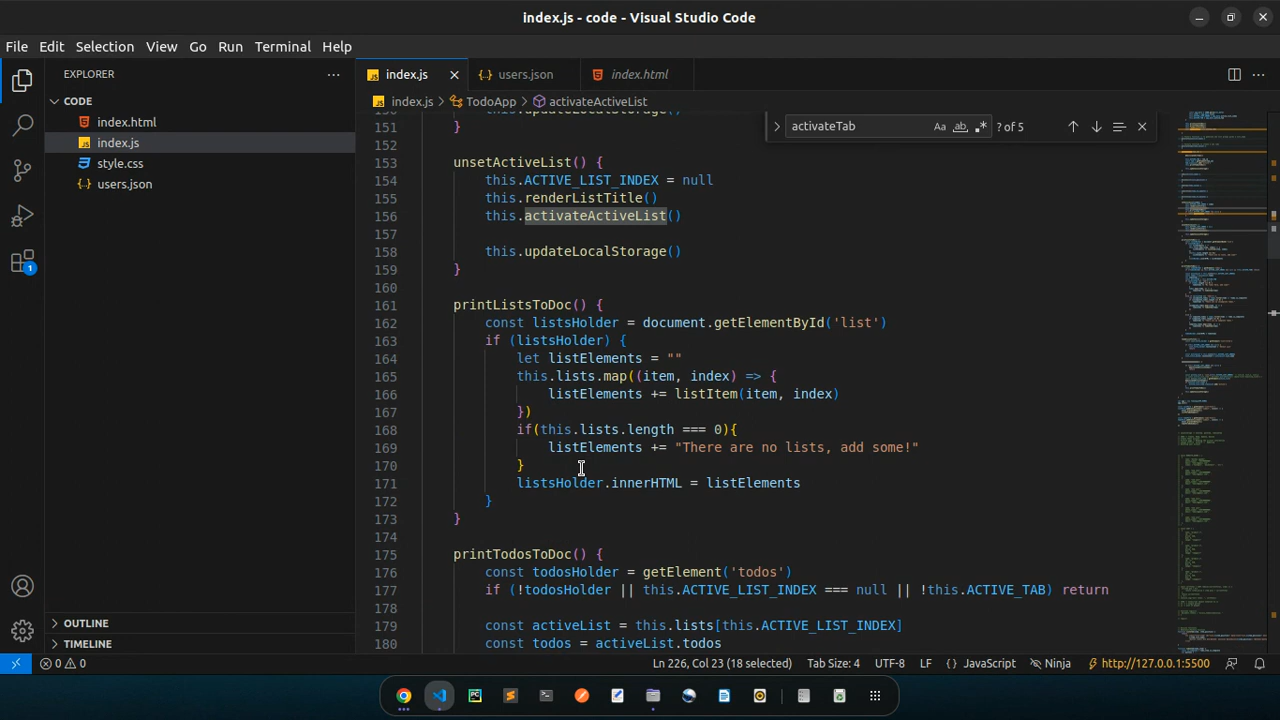 index.js - code - Visual Studio Code
File Edit Selection View Go Run Terminal Help
EXPLORER
index.js
users.json
index.html
CODE
index.js > TodoApp > activateActiveList
index.html
index.js
style.css
users.json
activateTab
Aa
ab
? of 5
150 this.updateLocalStorage()
151 }
152
153 unsetActiveList() {
154 this.ACTIVE_LIST_INDEX = null
155 this.renderListTitle()
156 this.activateActiveList()
157
158 this.updateLocalStorage()
159 }
160
161 printListsToDoc() {
162 const listsHolder = document.getElementById('list')
163 if (listsHolder) {
164 let listElements = ""
165 this.lists.map((item, index) => {
166 listElements += listItem(item, index)
167 })
168 if(this.lists.length === 0){
169 listElements += "There are no lists, add some!"
170 }
171 listsHolder.innerHTML = listElements
172 }
173 }
174
175 printTodosToDoc() {
176 const todosHolder = getElement('todos')
177 if (!todosHolder || this.ACTIVE_LIST_INDEX === null || !this.ACTIVE_TAB) return
178
179 const activeList = this.lists[this.ACTIVE_LIST_INDEX]
180 const todos = activeList.todos
1
OUTLINE
TIMELINE
0 0 Ln 226, Col 23 (18 selected) Tab Size: 4 UTF-8 LF {} JavaScript Ninja http://127.0.0.1:5500